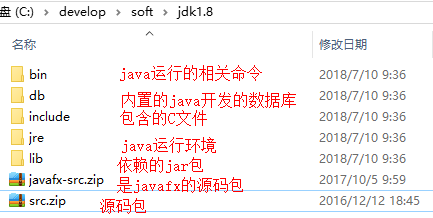 盘 (C:) > develop > soft > jdk1.8
名称 修改日期
bin java运行的相关命令 2018/7/10 9:36
db 内置的java开发的数据库 2018/7/10 9:36
include 包含的C文件 2018/7/10 9:36
jre java运行环境 2018/7/10 9:36
lib 依赖的jar包 2018/7/10 9:36
javafx-src.zip 是javafx的源码包 2017/10/5 9:59
src.zip 源码包 2016/12/12 18:45